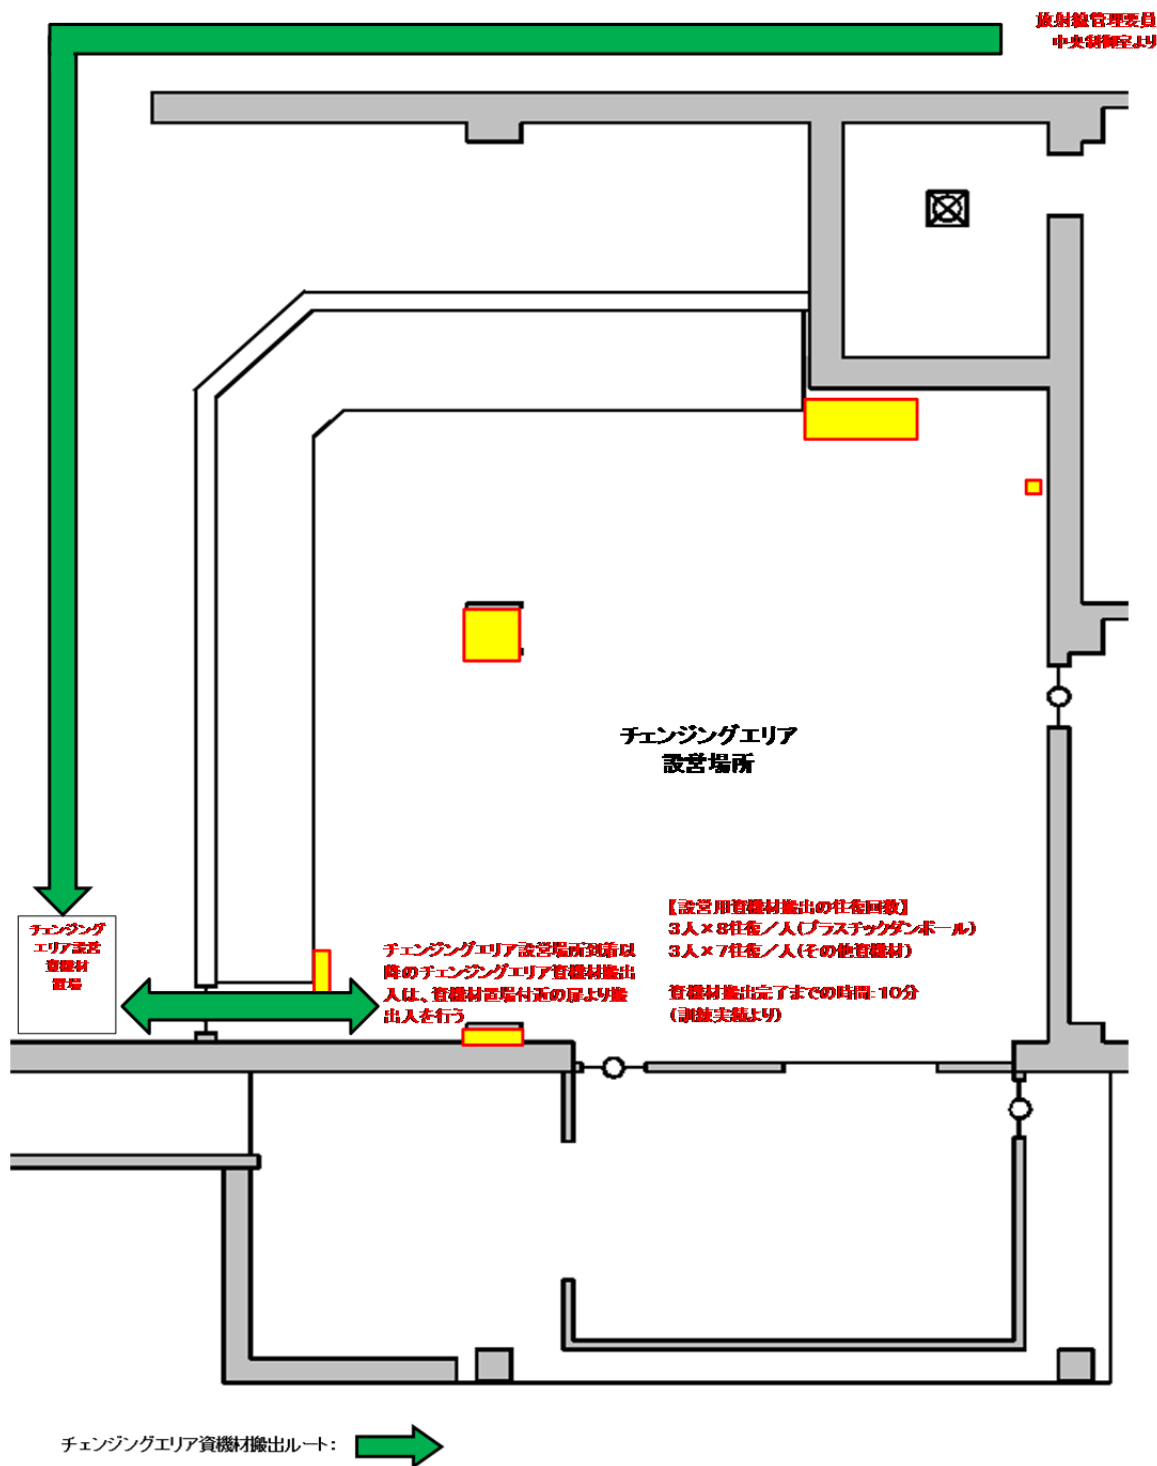 放射線管理要員
中央制御室より
チェンジングエリア
設営場所
チェンジング
エリア設営
資機材
置場
チェンジングエリア設営場所到着以
降のチェンジングエリア資機材搬出
入は、資機材置場付近の扉より搬
出入を行う
【設営用資機材搬出の往復回数】
3人×8往復／人(プラスチックダンボール)
3人×7往復／人(その他資機材)
資機材搬出完了までの時間：10分
(訓練実績より)
チェンジングエリア資機材搬出ルート：